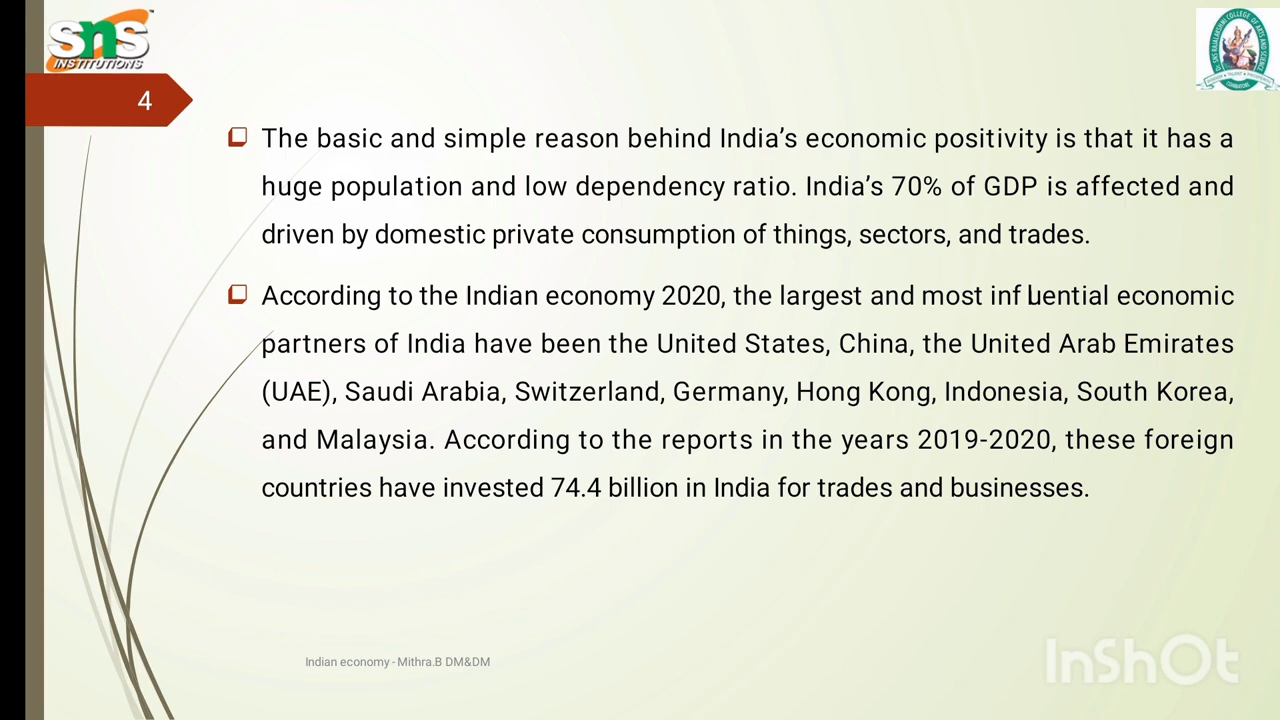 sns
INSTITUTIONS
4
The basic and simple reason behind India's economic positivity is that it has a
huge population and low dependency ratio. India's 70% of GDP is affected and
driven by domestic private consumption of things, sectors, and trades.
According to the Indian economy 2020, the largest and most influential economic
partners of India have been the United States, China, the United Arab Emirates
(UAE), Saudi Arabia, Switzerland, Germany, Hong Kong, Indonesia, South Korea,
and Malaysia. According to the reports in the years 2019-2020, these foreign
countries have invested 74.4 billion in India for trades and businesses.
Indian economy - Mithra.B DM&DM
InShOt